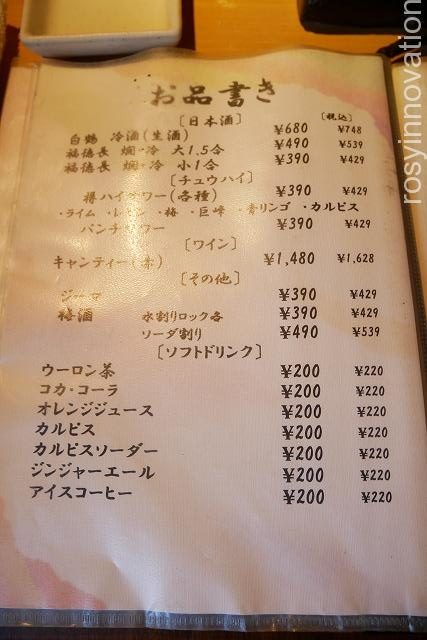 お品書き
[日本酒] [税込]
白鶴 冷酒(生酒) ¥680 ¥748
福徳長 燗・冷 大1.5合 ¥490 ¥539
福徳長 燗・冷 小1合 ¥390 ¥429
[チュウハイ]
樽ハイサワー(各種) ¥390 ¥429
・ライム ・レモン ・梅 ・巨峰 ・青リンゴ ・カルピス
パンチサワー ¥390 ¥429
[ワイン]
キャンティー(赤) ¥1,480 ¥1,628
[その他]
ジーマ ¥390 ¥429
梅酒 水割りロック各 ¥390 ¥429
ソーダ割り ¥490 ¥539
[ソフトドリンク]
ウーロン茶 ¥200 ¥220
コカ・コーラ ¥200 ¥220
オレンジジュース ¥200 ¥220
カルピス ¥200 ¥220
カルピスソーダー ¥200 ¥220
ジンジャーエール ¥200 ¥220
アイスコーヒー ¥200 ¥220
rosyinnovation